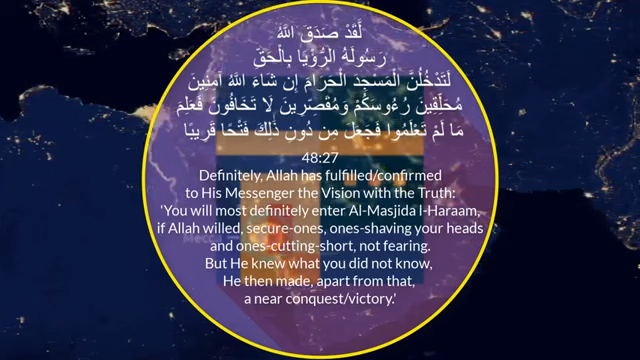 لَّقَدْ صَدَقَ اللَّهُ
رَسُولَهُ الرُّؤْيَا بِالْحَقِّ
لَتَدْخُلُنَّ الْمَسْجِدَ الْحَرَامَ إِن شَاءَ اللَّهُ آمِنِينَ
مُحَلِّقِينَ رُءُوسَكُمْ وَمُقَصِّرِينَ لَا تَخَافُونَ فَعَلِمَ
مَا لَمْ تَعْلَمُوا فَجَعَلَ مِن دُونِ ذَٰلِكَ فَتْحًا قَرِيبًا
48:27
Definitely, Allah has fulfilled/confirmed
to His Messenger the Vision with the Truth:
'You will most definitely enter Al-Masjida l-Haraam,
if Allah willed, secure-ones, ones-shaving your heads
and ones-cutting-short, not fearing.
Mecca
But He knew what you did not know,
He then made, apart from that,
a near conquest/victory.'